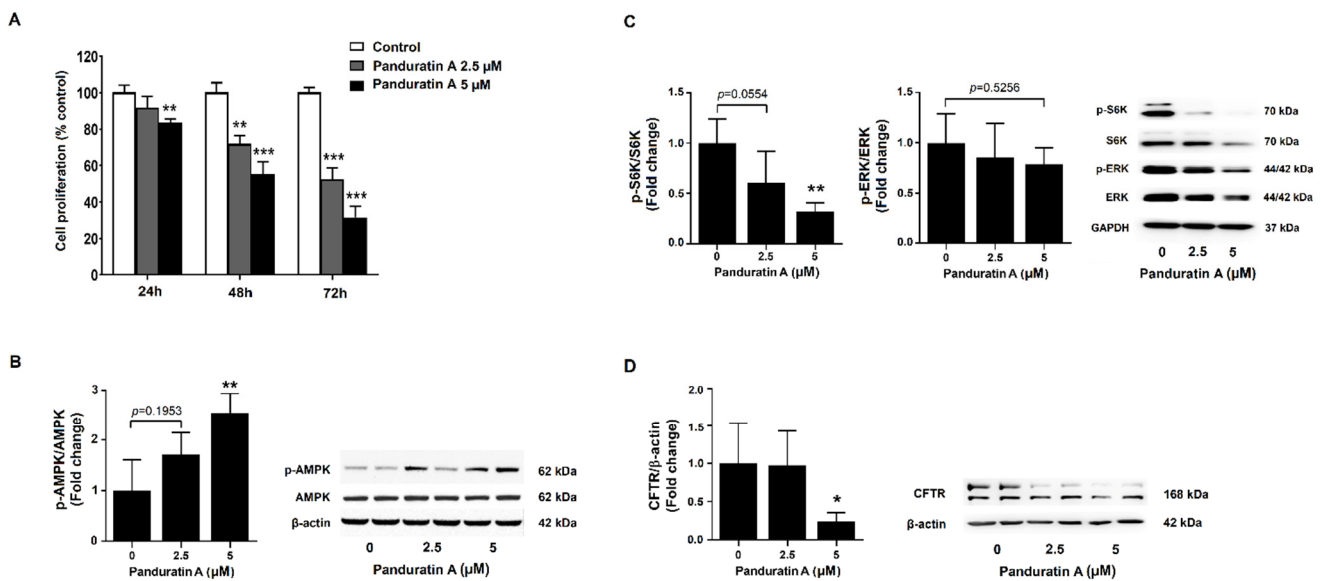 A
Control
Panduratin A 2.5 µM
Panduratin A 5 µM
Cell proliferation (% control)
120
100
80
60
40
20
0
**
**
***
***
***
24h
48h
72h
B
p-AMPK/AMPK
(Fold change)
3
2
1
0
p=0.1953
**
0
2.5
5
Panduratin A (µM)
p-AMPK
62 kDa
AMPK
62 kDa
β-actin
42 kDa
0
2.5
5
(µM)
Panduratin A
C
p-S6K/S6K
(Fold change)
1.5
1.0
0.5
0.0
p=0.0554
**
0
2.5
5
Panduratin A (µM)
p-ERK/ERK
(Fold change)
1.5
1.0
0.5
0.0
p=0.5256
0
2.5
5
Panduratin A (µM)
p-S6K
70 kDa
S6K
70 kDa
p-ERK
44/42 kDa
ERK
44/42 kDa
GAPDH
37 kDa
0
2.5
5
Panduratin A (µM)
D
CFTR/β-actin
(Fold change)
2.0
1.5
1.0
0.5
0.0
*
0
2.5
5
Panduratin A (µM)
CFTR
168 kDa
β-actin
42 kDa
0
2.5
5
Panduratin A (µM)